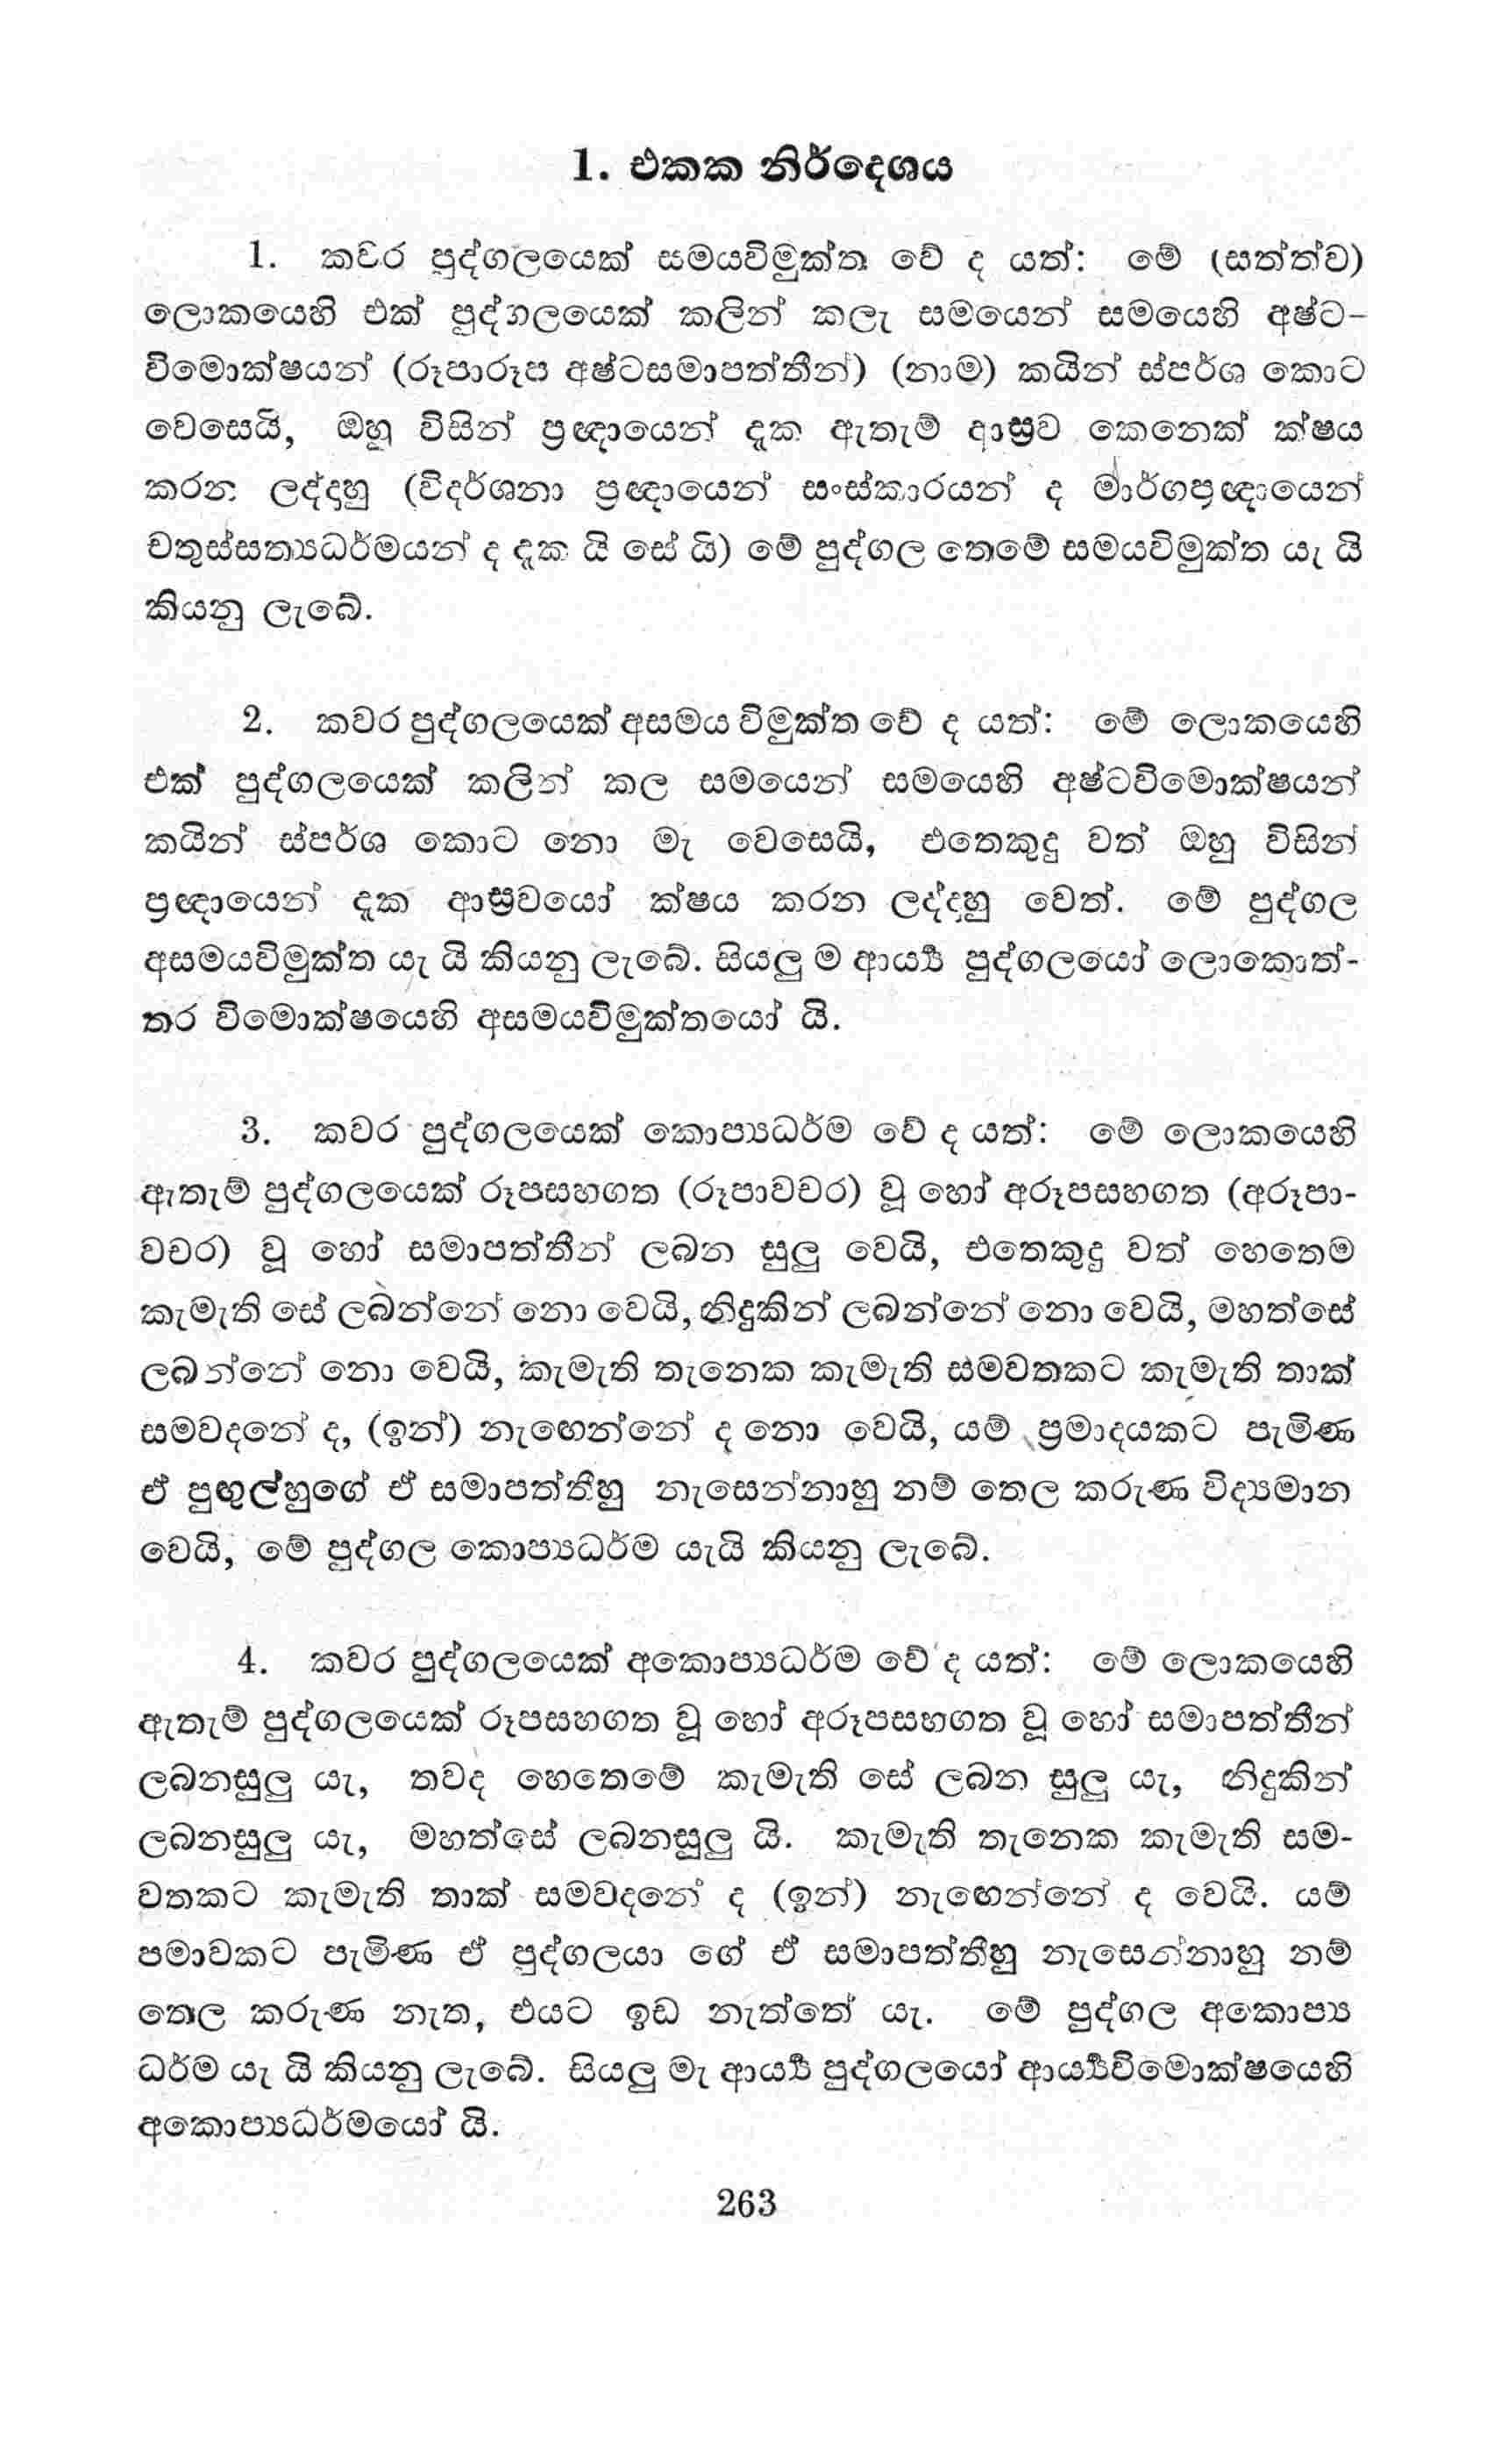 1. එකක නිර්දෙශය
1. කවර පුද්ගලයෙක් සමයවිමුක්ත වේ ද යත්: මේ (සත්ත්ව)
ලොකයෙහි එක් පුද්ගලයෙක් කලින් කලැ සමයෙන් සමයෙහි අෂ්ට-
විමොක්ෂයන් (රූපාරූප අෂ්ටසමාපත්තීන්) (නාම) කයින් ස්පර්ශ කොට
වෙසෙයි, ඔහු විසින් ප්‍රඥායෙන් දැක ඇතැම් ආස්‍රව කෙනෙක් ක්ෂය
කරන ලද්දහු (විදර්ශනා ප්‍රඥායෙන් සංස්කාරයන් ද මාර්ගප්‍රඥායෙන්
චතුස්සත්‍යධර්මයන් ද දැක යි සේ යි) මේ පුද්ගල තෙමේ සමයවිමුක්ත යැ යි
කියනු ලැබේ.
2. කවර පුද්ගලයෙක් අසමය විමුක්ත වේ ද යත්: මේ ලොකයෙහි
එක් පුද්ගලයෙක් කලින් කල සමයෙන් සමයෙහි අෂ්ටවිමොක්ෂයන්
කයින් ස්පර්ශ කොට නො මැ වෙසෙයි, එතෙකුදු වත් ඔහු විසින්
ප්‍රඥායෙන් දැක ආස්‍රවයෝ ක්ෂය කරන ලද්දහු වෙත්. මේ පුද්ගල
අසමයවිමුක්ත යැ යි කියනු ලැබේ. සියලු ම ආර්‍ය්‍ය පුද්ගලයෝ ලොකොත්-
තර විමොක්ෂයෙහි අසමයවිමුක්තයෝ යි.
3. කවර පුද්ගලයෙක් කොප්‍යධර්ම වේ ද යත්: මේ ලොකයෙහි
ඇතැම් පුද්ගලයෙක් රූපසහගත (රූපාවචර) වූ හෝ අරූපසහගත (අරූපා-
වචර) වූ හෝ සමාපත්තීන් ලබන සුලු වෙයි, එතෙකුදු වත් හෙතෙම
කැමැති සේ ලබන්නේ නො වෙයි, නිදුකින් ලබන්නේ නො වෙයි, මහත්සේ
ලබන්නේ නො වෙයි, කැමැති තැනෙක කැමැති සමවතකට කැමැති තාක්
සමවදනේ ද, (ඉන්) නැඟෙන්නේ ද නො වෙයි, යම් ප්‍රමාදයකට පැමිණ
ඒ පුඟුල්හුගේ ඒ සමාපත්තීහු නැසෙන්නාහු නම් තෙල කරුණ විද්‍යමාන
වෙයි, මේ පුද්ගල කොප්‍යධර්ම යැයි කියනු ලැබේ.
4. කවර පුද්ගලයෙක් අකොප්‍යධර්ම වේ ද යත්: මේ ලොකයෙහි
ඇතැම් පුද්ගලයෙක් රූපසහගත වූ හෝ අරූපසහගත වූ හෝ සමාපත්තීන්
ලබනසුලු යැ, තවද හෙතෙමේ කැමැති සේ ලබන සුලු යැ, නිදුකින්
ලබනසුලු යැ, මහත්සේ ලබනසුලු යි. කැමැති තැනෙක කැමැති සම-
වතකට කැමැති තාක් සමවදනේ ද (ඉන්) නැඟෙන්නේ ද වෙයි. යම්
පමාවකට පැමිණ ඒ පුද්ගලයා ගේ ඒ සමාපත්තීහු නැසෙන්නාහු නම්
තෙල කරුණ නැත, එයට ඉඩ නැත්තේ යැ. මේ පුද්ගල අකොප්‍ය
ධර්ම යැ යි කියනු ලැබේ. සියලු මැ ආර්‍ය්‍ය පුද්ගලයෝ ආර්‍ය්‍යවිමොක්ෂයෙහි
අකොප්‍යධර්මයෝ යි.
263